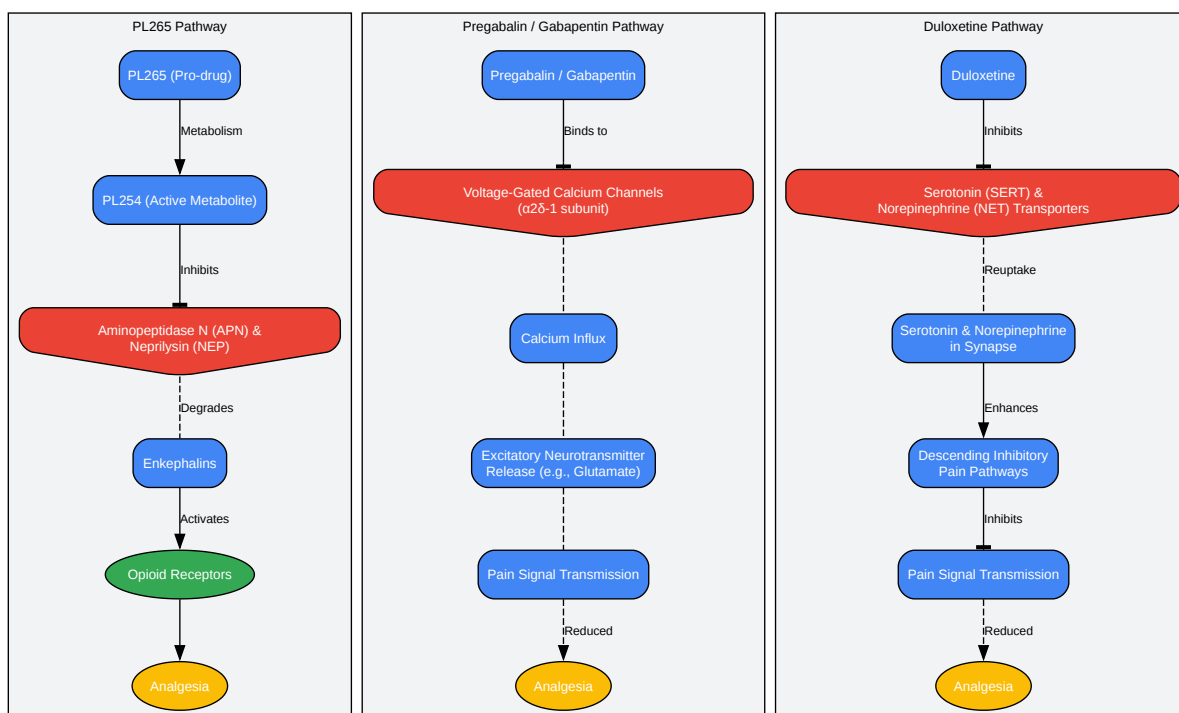 PL265 Pathway
PL265 (Pro-drug)
Metabolism
PL254 (Active Metabolite)
Inhibits
Aminopeptidase N (APN) &
Neprilysin (NEP)
Degrades
Enkephalins
Activates
Opioid Receptors
Analgesia
Pregabalin / Gabapentin Pathway
Pregabalin / Gabapentin
Binds to
Voltage-Gated Calcium Channels
(α2δ-1 subunit)
Calcium Influx
Excitatory Neurotransmitter
Release (e.g., Glutamate)
Pain Signal Transmission
Reduced
Analgesia
Duloxetine Pathway
Duloxetine
Inhibits
Serotonin (SERT) &
Norepinephrine (NET) Transporters
Reuptake
Serotonin & Norepinephrine
in Synapse
Enhances
Descending Inhibitory
Pain Pathways
Inhibits
Pain Signal Transmission
Reduced
Analgesia